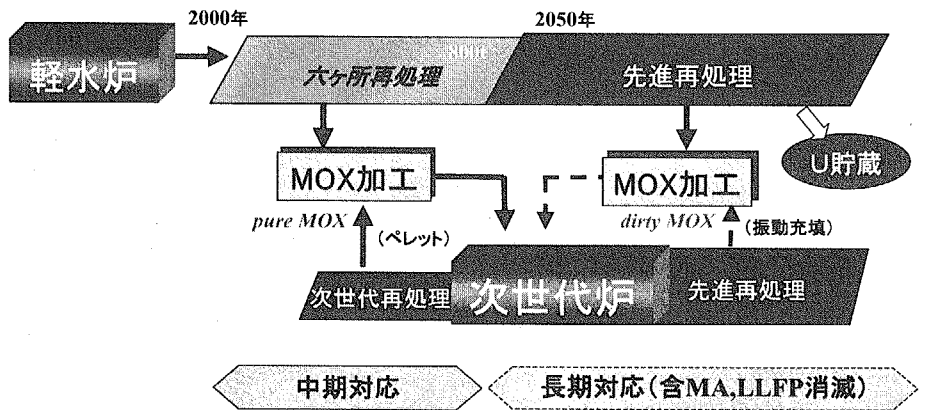 2000年
2050年
軽水炉
六ヶ所再処理
先進再処理
U貯蔵
MOX加工
MOX加工
pure MOX
(ペレット)
dirty MOX
(振動充填)
次世代再処理
次世代炉
先進再処理
中期対応
長期対応(含MA,LLFP消滅)